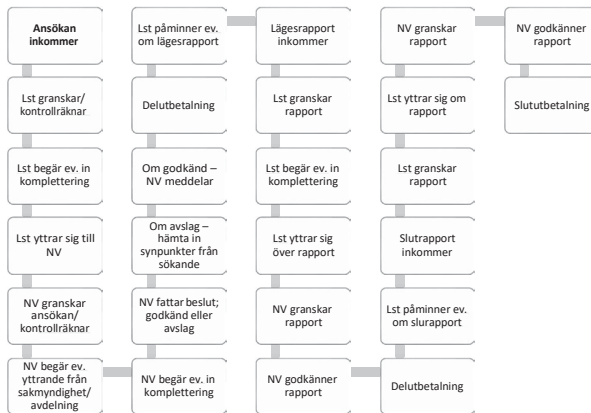 Ansökan
inkommer
Lst granskar/
kontrollräknar
Lst begär ev. in
komplettering
Lst yttrar sig till
NV
NV granskar
ansökan/
kontrollräknar
NV begär ev.
yttrande från
sakmyndighet/
avdelning
NV begär ev. in
komplettering
NV fattar beslut;
godkänd eller
avslag
Om avslag –
hämta in
synpunkter från
sökande
Om godkänd –
NV meddelar
Delutbetalning
Lst påminner ev.
om lägesrapport
Lägesrapport
inkommer
Lst granskar
rapport
Lst begär ev. in
komplettering
Lst yttrar sig
över rapport
NV granskar
rapport
NV godkänner
rapport
Delutbetalning
Lst påminner ev.
om slurapport
Slutrapport
inkommer
Lst granskar
rapport
Lst yttrar sig om
rapport
NV granskar
rapport
NV godkänner
rapport
Slututbetalning